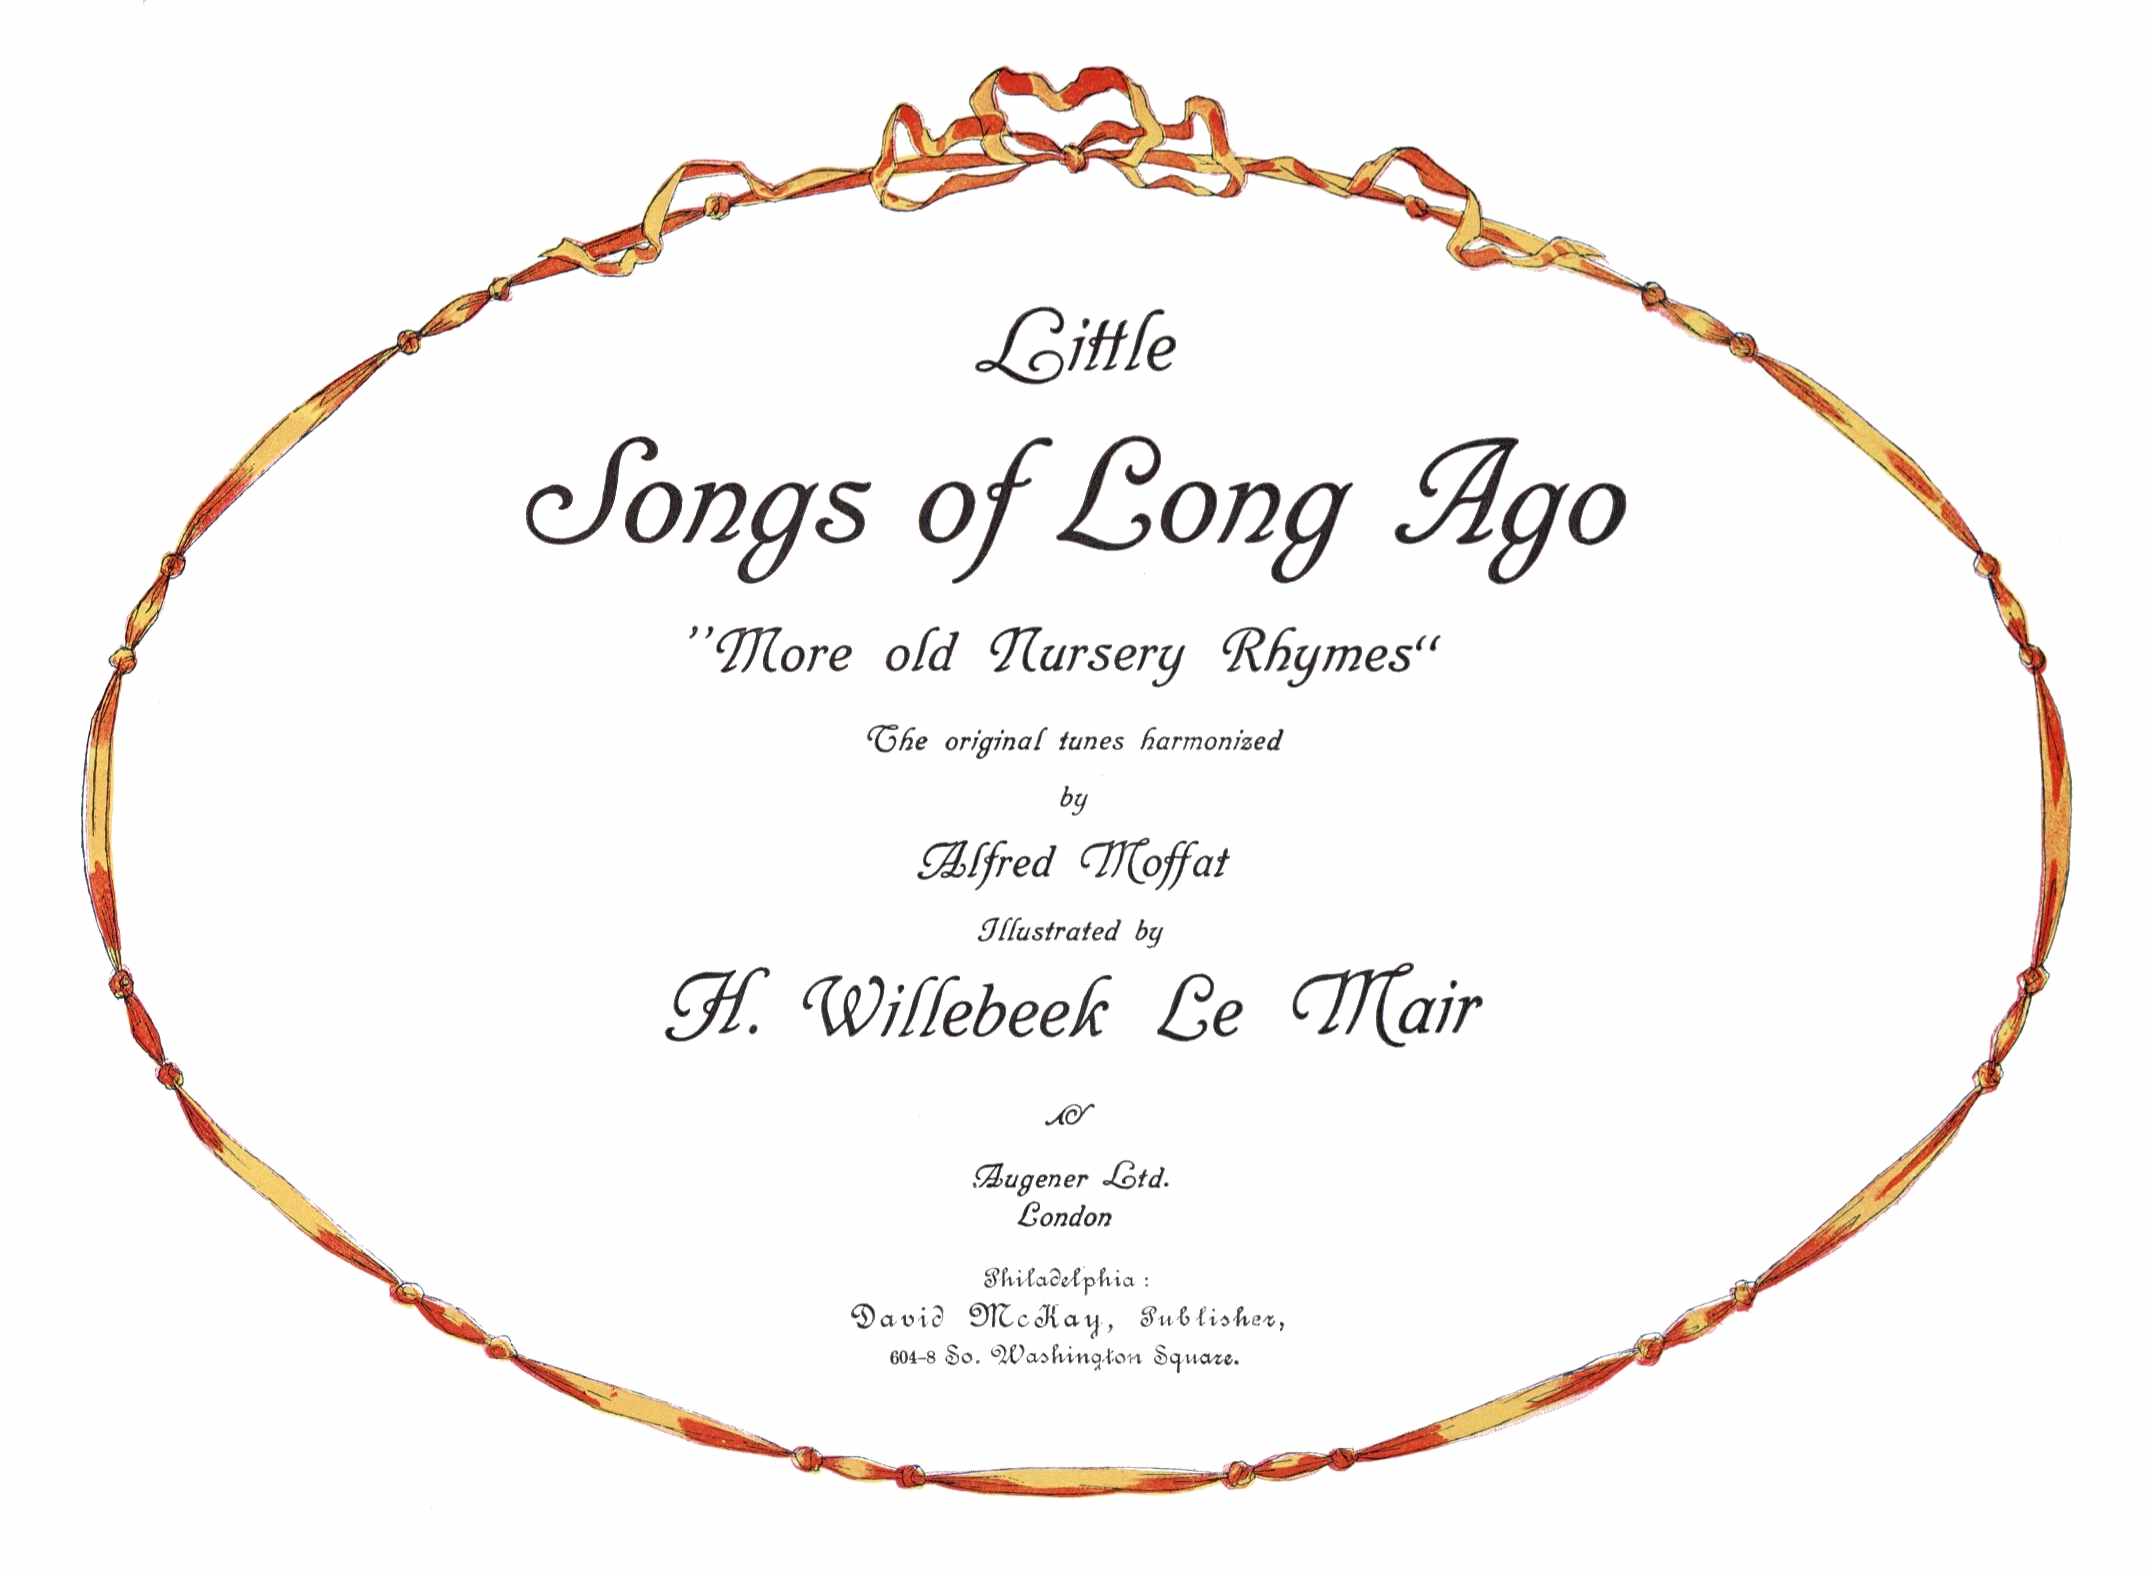 Little
Songs of Long Ago
"More old Nursery Rhymes“
The original tunes harmonized
by
Alfred Moffat
Illustrated by
H. Willebeek Le Mair
Augener Ltd.
London
Philadelphia :
David McKay, Publisher,
604-8 So. Washington Square.